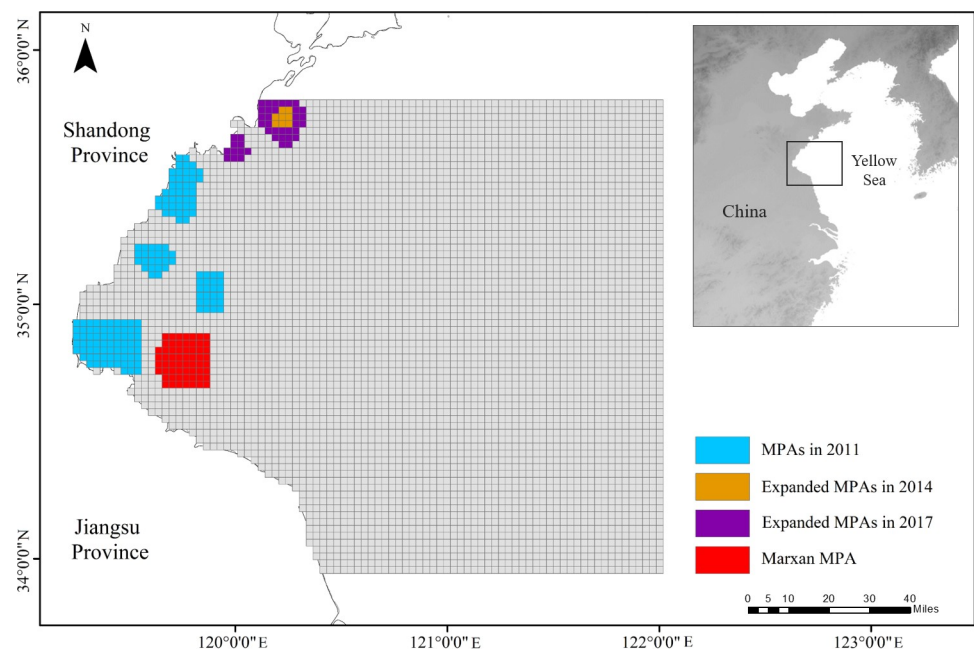 N
36°0'0" N
35°0'0" N
34°0'0" N
Shandong
Province
Jiangsu
Province
China
Yellow
Sea
MPAs in 2011
Expanded MPAs in 2014
Expanded MPAs in 2017
Marxan MPA
0 5 10 20 30 40
Miles
120°0'0"E 121°0'0"E 122°0'0"E 123°0'0"E